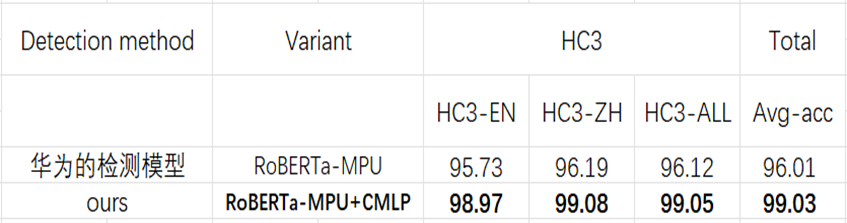 Detection method Variant HC3 Total
HC3-EN HC3-ZH HC3-ALL Avg-acc
华为的检测模型 RoBERTa-MPU 95.73 96.19 96.12 96.01
ours RoBERTa-MPU+CMLP 98.97 99.08 99.05 99.03